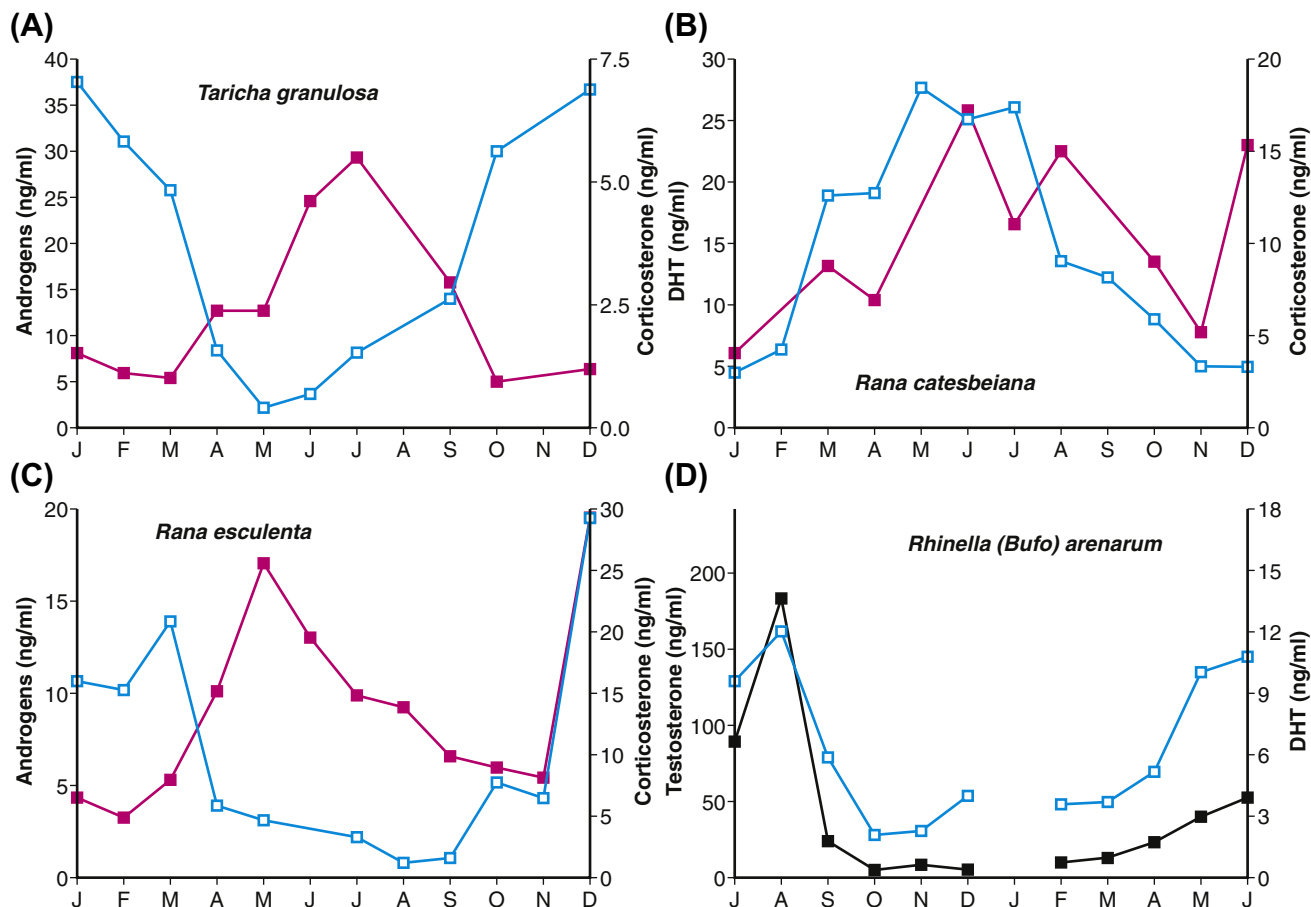 (A)
40
35
30
25
20
15
10
5
0
Androgens (ng/ml)
Taricha granulosa
7.5
5.0
2.5
0.0
Corticosterone (ng/ml)
J F M A M J J A S O N D
(B)
30
25
20
15
10
5
0
DHT (ng/ml)
Rana catesbeiana
20
15
10
5
0
Corticosterone (ng/ml)
J F M A M J J A S O N D
(C)
20
15
10
5
0
Androgens (ng/ml)
Rana esculenta
30
25
20
15
10
5
0
Corticosterone (ng/ml)
J F M A M J J A S O N D
(D)
200
150
100
50
0
Testosterone (ng/ml)
Rhinella (Bufo) arenarum
18
15
12
9
6
3
0
DHT (ng/ml)
J A S O N D J F M A M J